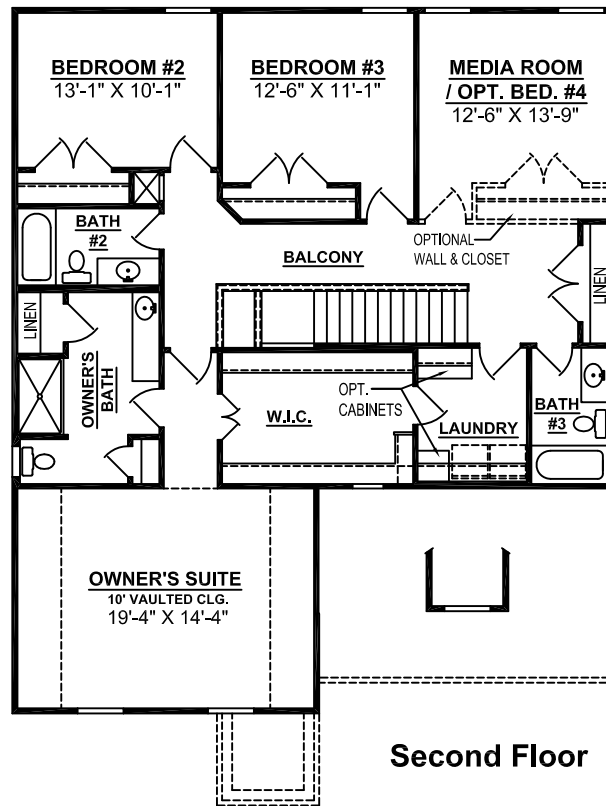 BEDROOM #2
13'-1" X 10'-1"
BEDROOM #3
12'-6" X 11'-1"
MEDIA ROOM
/ OPT. BED. #4
12'-6" X 13'-9"
BATH
#2
BALCONY
OPTIONAL
WALL & CLOSET
LINEN
LINEN
OWNER'S
BATH
W.I.C.
OPT.
CABINETS
LAUNDRY
BATH
#3
OWNER'S SUITE
10' VAULTED CLG.
19'-4" X 14'-4"
Second Floor